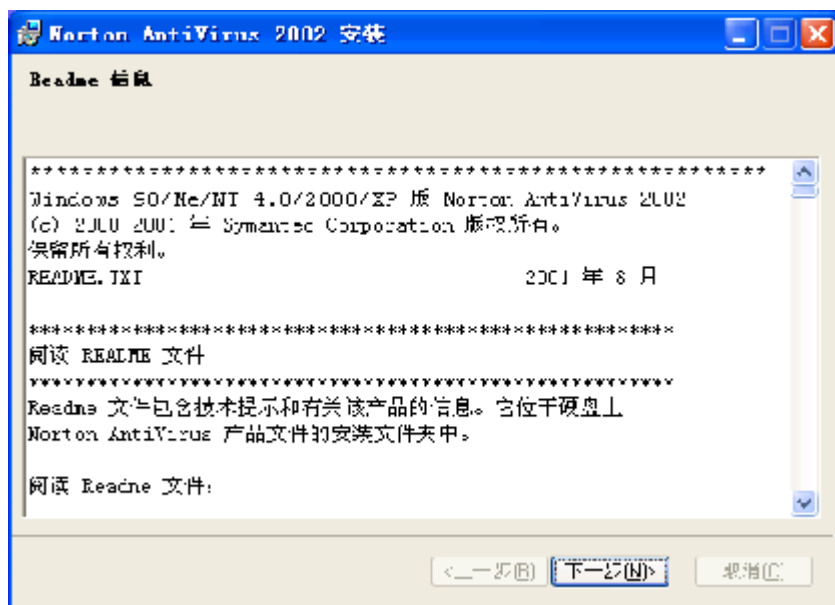 Norton AntiVirus 2002 安装
Readme 信息
*********************************************************
Windows 90/Me/NT 4.0/2000/XP 版 Norton AntiVirus 2002
(c) 2000-2001 年 Symantec Corporation 版权所有。
保留所有权利。
README.TXT 2001 年 8 月
*********************************************************
阅读 README 文件
*********************************************************
Readme 文件包含技术提示和有关该产品的信息。它位于硬盘上
Norton AntiVirus 产品文件的安装文件夹中。
阅读 Readme 文件:
<上一步(B) 下一步(N)> 取消(C)